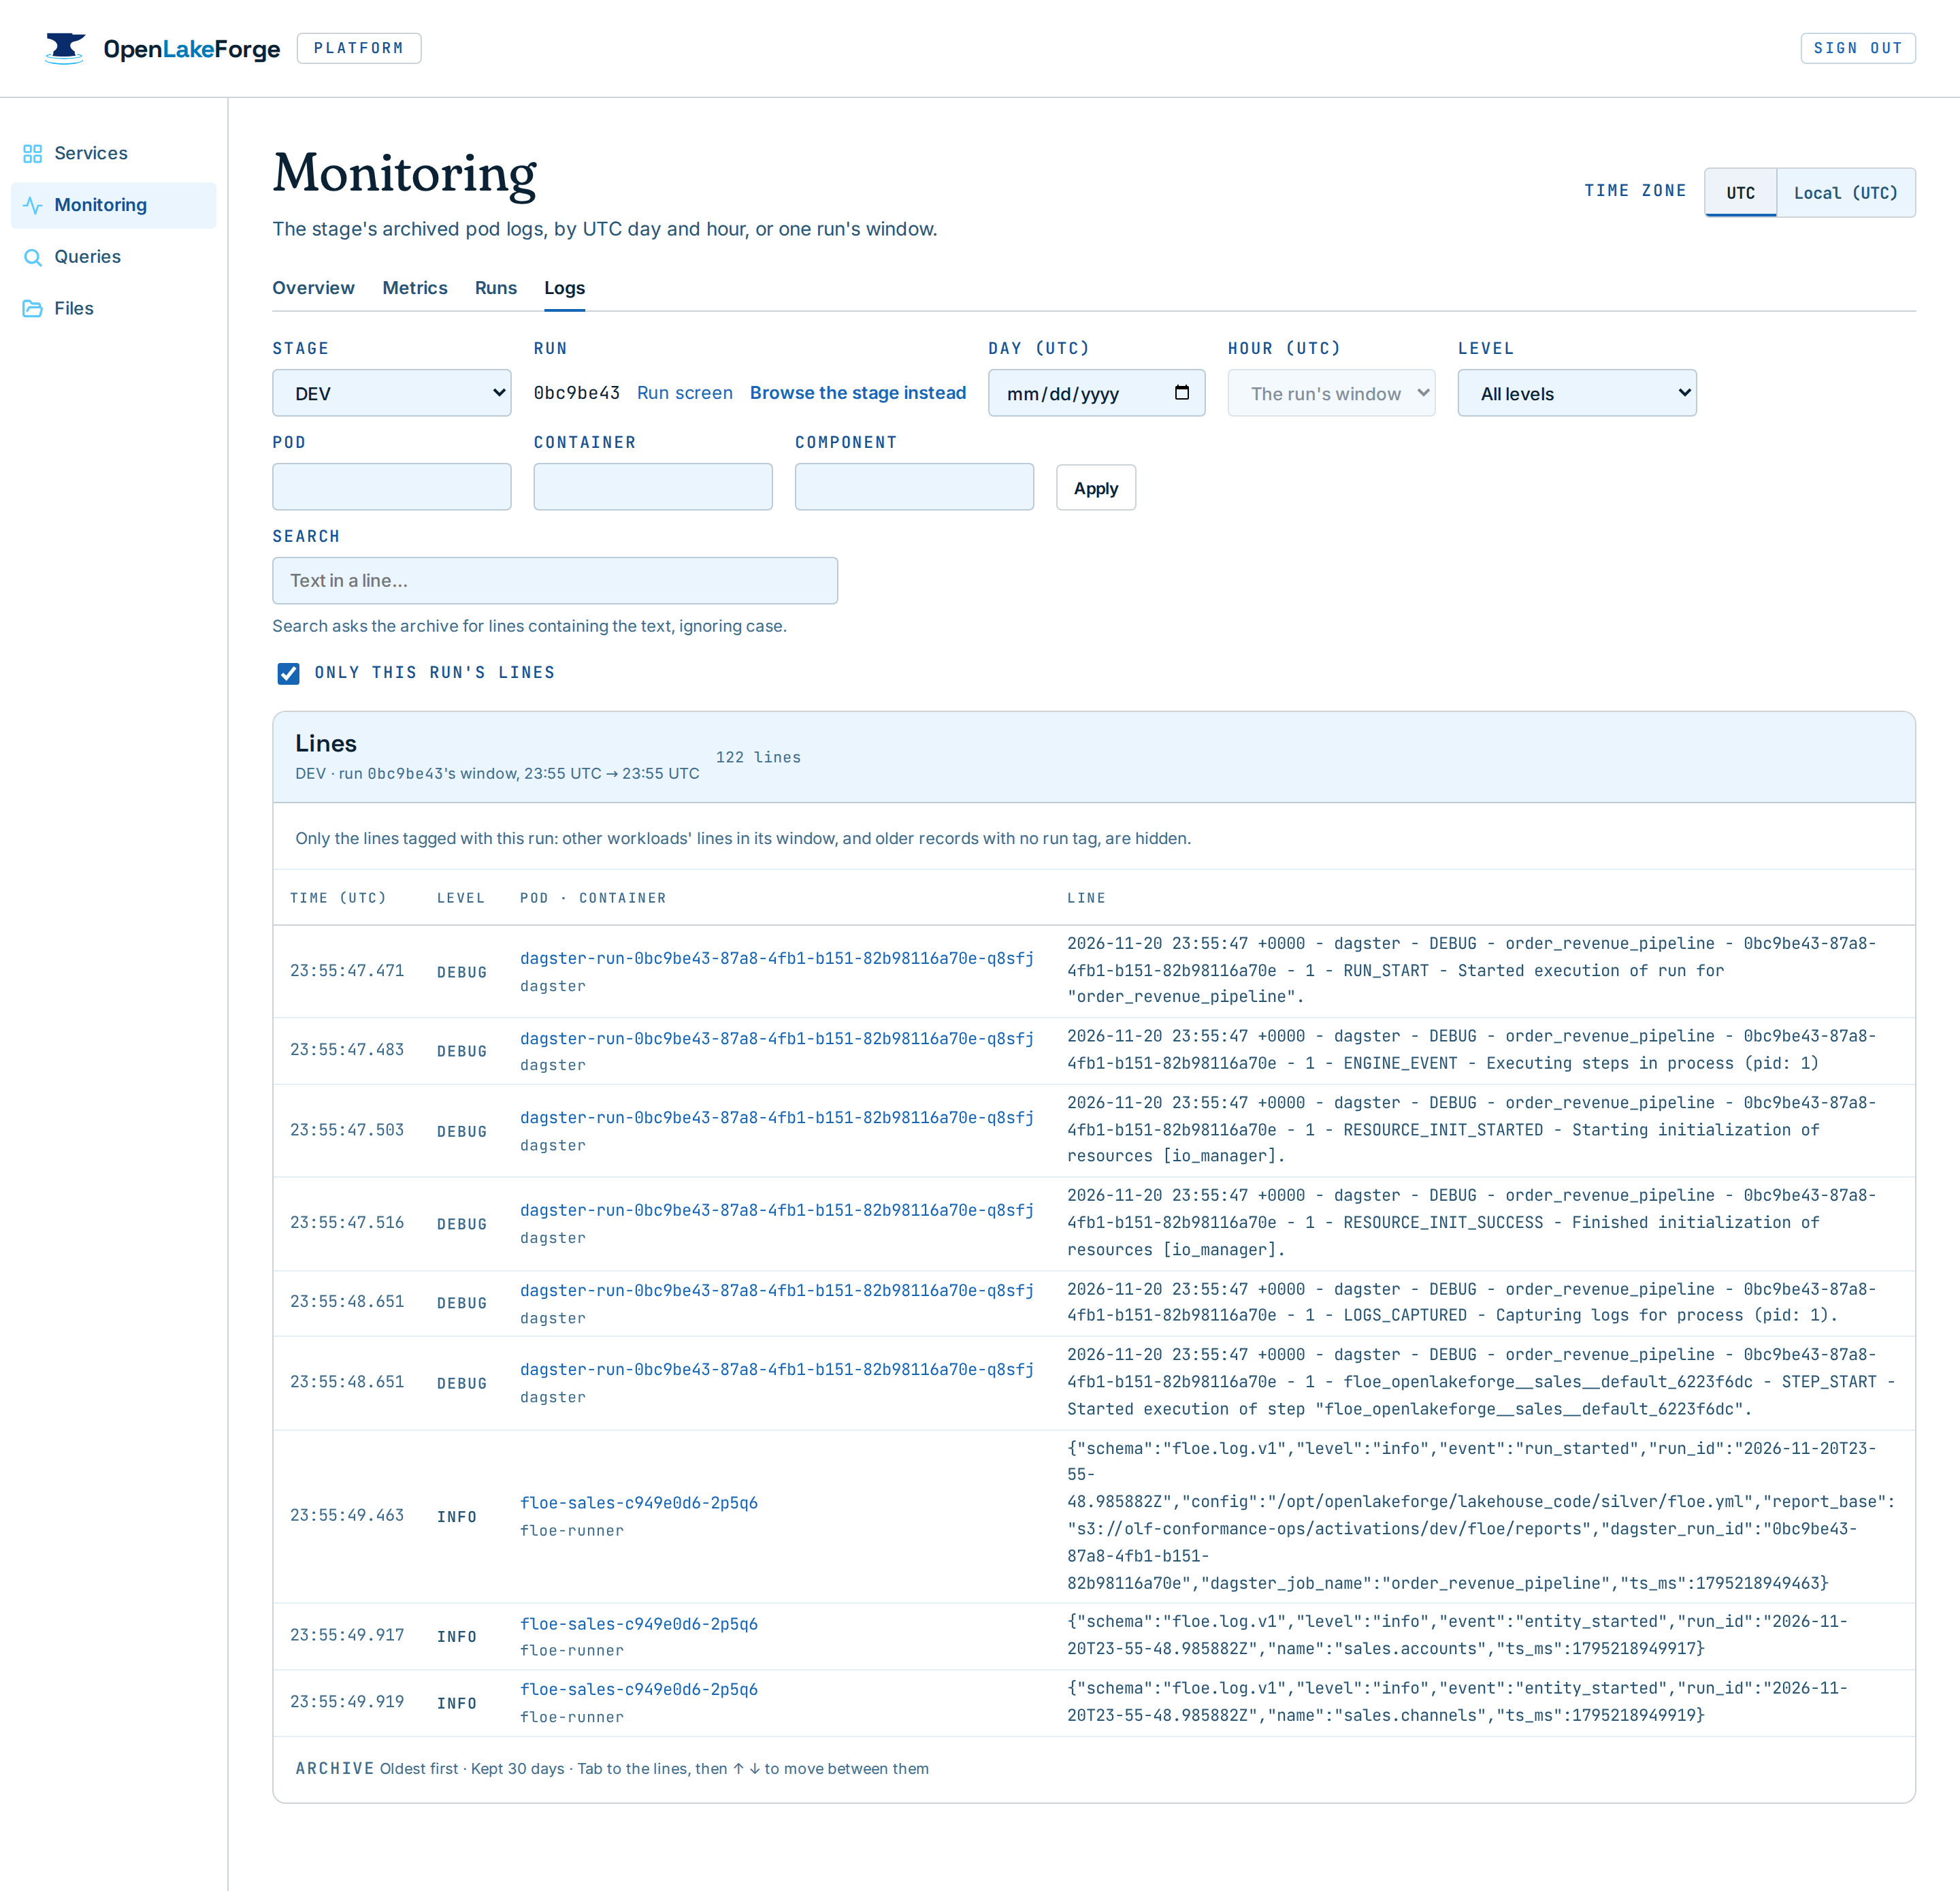 OpenLakeForge PLATFORM SIGN OUT
Services
Monitoring
Queries
Files
Monitoring
The stage's archived pod logs, by UTC day and hour, or one run's window.
TIME ZONE UTC Local (UTC)
Overview Metrics Runs Logs
STAGE RUN DAY (UTC) HOUR (UTC) LEVEL
DEV 0bc9be43 Run screen Browse the stage instead mm/dd/yyyy The run's window All levels
POD CONTAINER COMPONENT
Apply
SEARCH
Text in a line...
Search asks the archive for lines containing the text, ignoring case.
ONLY THIS RUN'S LINES
Lines
DEV · run 0bc9be43's window, 23:55 UTC → 23:55 UTC 122 lines
Only the lines tagged with this run: other workloads' lines in its window, and older records with no run tag, are hidden.
TIME (UTC) LEVEL POD · CONTAINER LINE
23:55:47.471 DEBUG dagster-run-0bc9be43-87a8-4fb1-b151-82b98116a70e-q8sfj
dagster
2026-11-20 23:55:47 +0000 - dagster - DEBUG - order_revenue_pipeline - 0bc9be43-87a8-
4fb1-b151-82b98116a70e - 1 - RUN_START - Started execution of run for
"order_revenue_pipeline".
23:55:47.483 DEBUG dagster-run-0bc9be43-87a8-4fb1-b151-82b98116a70e-q8sfj
dagster
2026-11-20 23:55:47 +0000 - dagster - DEBUG - order_revenue_pipeline - 0bc9be43-87a8-
4fb1-b151-82b98116a70e - 1 - ENGINE_EVENT - Executing steps in process (pid: 1)
23:55:47.503 DEBUG dagster-run-0bc9be43-87a8-4fb1-b151-82b98116a70e-q8sfj
dagster
2026-11-20 23:55:47 +0000 - dagster - DEBUG - order_revenue_pipeline - 0bc9be43-87a8-
4fb1-b151-82b98116a70e - 1 - RESOURCE_INIT_STARTED - Starting initialization of
resources [io_manager].
23:55:47.516 DEBUG dagster-run-0bc9be43-87a8-4fb1-b151-82b98116a70e-q8sfj
dagster
2026-11-20 23:55:47 +0000 - dagster - DEBUG - order_revenue_pipeline - 0bc9be43-87a8-
4fb1-b151-82b98116a70e - 1 - RESOURCE_INIT_SUCCESS - Finished initialization of
resources [io_manager].
23:55:48.651 DEBUG dagster-run-0bc9be43-87a8-4fb1-b151-82b98116a70e-q8sfj
dagster
2026-11-20 23:55:47 +0000 - dagster - DEBUG - order_revenue_pipeline - 0bc9be43-87a8-
4fb1-b151-82b98116a70e - 1 - LOGS_CAPTURED - Capturing logs for process (pid: 1).
23:55:48.651 DEBUG dagster-run-0bc9be43-87a8-4fb1-b151-82b98116a70e-q8sfj
dagster
2026-11-20 23:55:47 +0000 - dagster - DEBUG - order_revenue_pipeline - 0bc9be43-87a8-
4fb1-b151-82b98116a70e - 1 - floe_openlakeforge__sales__default_6223f6dc - STEP_START -
Started execution of step "floe_openlakeforge__sales__default_6223f6dc".
23:55:49.463 INFO floe-sales-c949e0d6-2p5q6
floe-runner
{"schema":"floe.log.v1","level":"info","event":"run_started","run_id":"2026-11-20T23-
55-
48.985882Z","config":"/opt/openlakeforge/lakehouse_code/silver/floe.yml","report_base":
"s3://olf-conformance-ops/activations/dev/floe/reports","dagster_run_id":"0bc9be43-
87a8-4fb1-b151-
82b98116a70e","dagster_job_name":"order_revenue_pipeline","ts_ms":1795218949463}
23:55:49.917 INFO floe-sales-c949e0d6-2p5q6
floe-runner
{"schema":"floe.log.v1","level":"info","event":"entity_started","run_id":"2026-11-
20T23-55-48.985882Z","name":"sales.accounts","ts_ms":1795218949917}
23:55:49.919 INFO floe-sales-c949e0d6-2p5q6
floe-runner
{"schema":"floe.log.v1","level":"info","event":"entity_started","run_id":"2026-11-
20T23-55-48.985882Z","name":"sales.channels","ts_ms":1795218949919}
ARCHIVE Oldest first · Kept 30 days · Tab to the lines, then ↑ ↓ to move between them